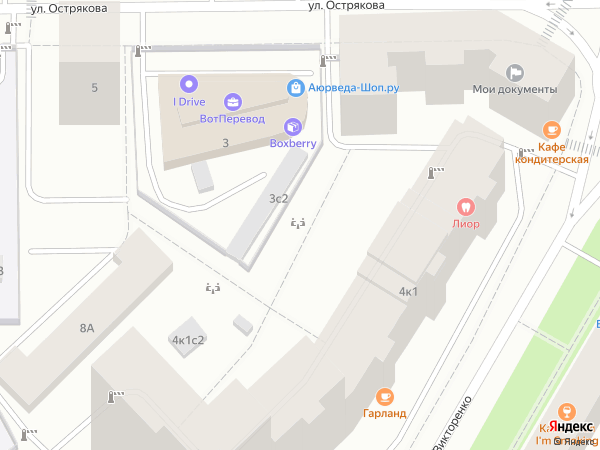 ул. Острякова
ул. Острякова
5
I Drive
Аюрведа-Шоп.ру
Мои документы
ВотПеревод
3
Boxberry
Кафе
кондитерская
3с2
Лиор
4к1
8А
4к1с2
Гарланд
Викторенко
I'm
Яндекс
© Яндекс